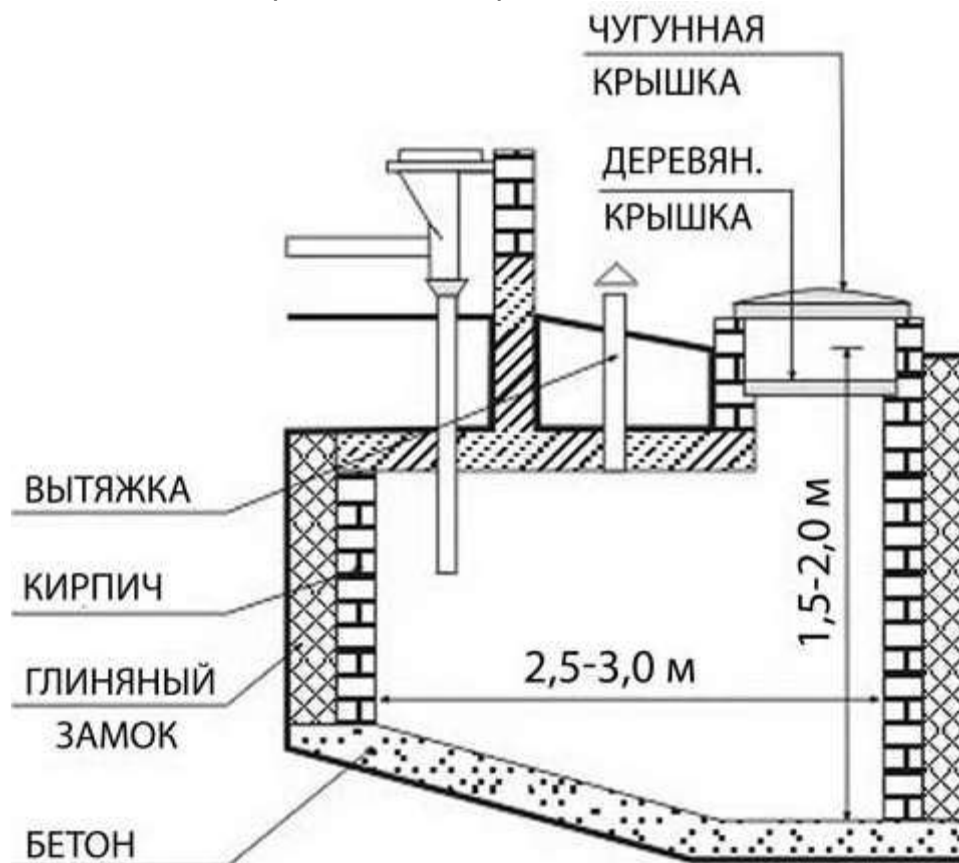 ЧУГУННАЯ
КРЫШКА
ДЕРЕВЯН.
КРЫШКА
ВЫТЯЖКА
КИРПИЧ
ГЛИНЯНЫЙ
ЗАМОК
БЕТОН
2,5-3,0 м
1,5-2,0 м